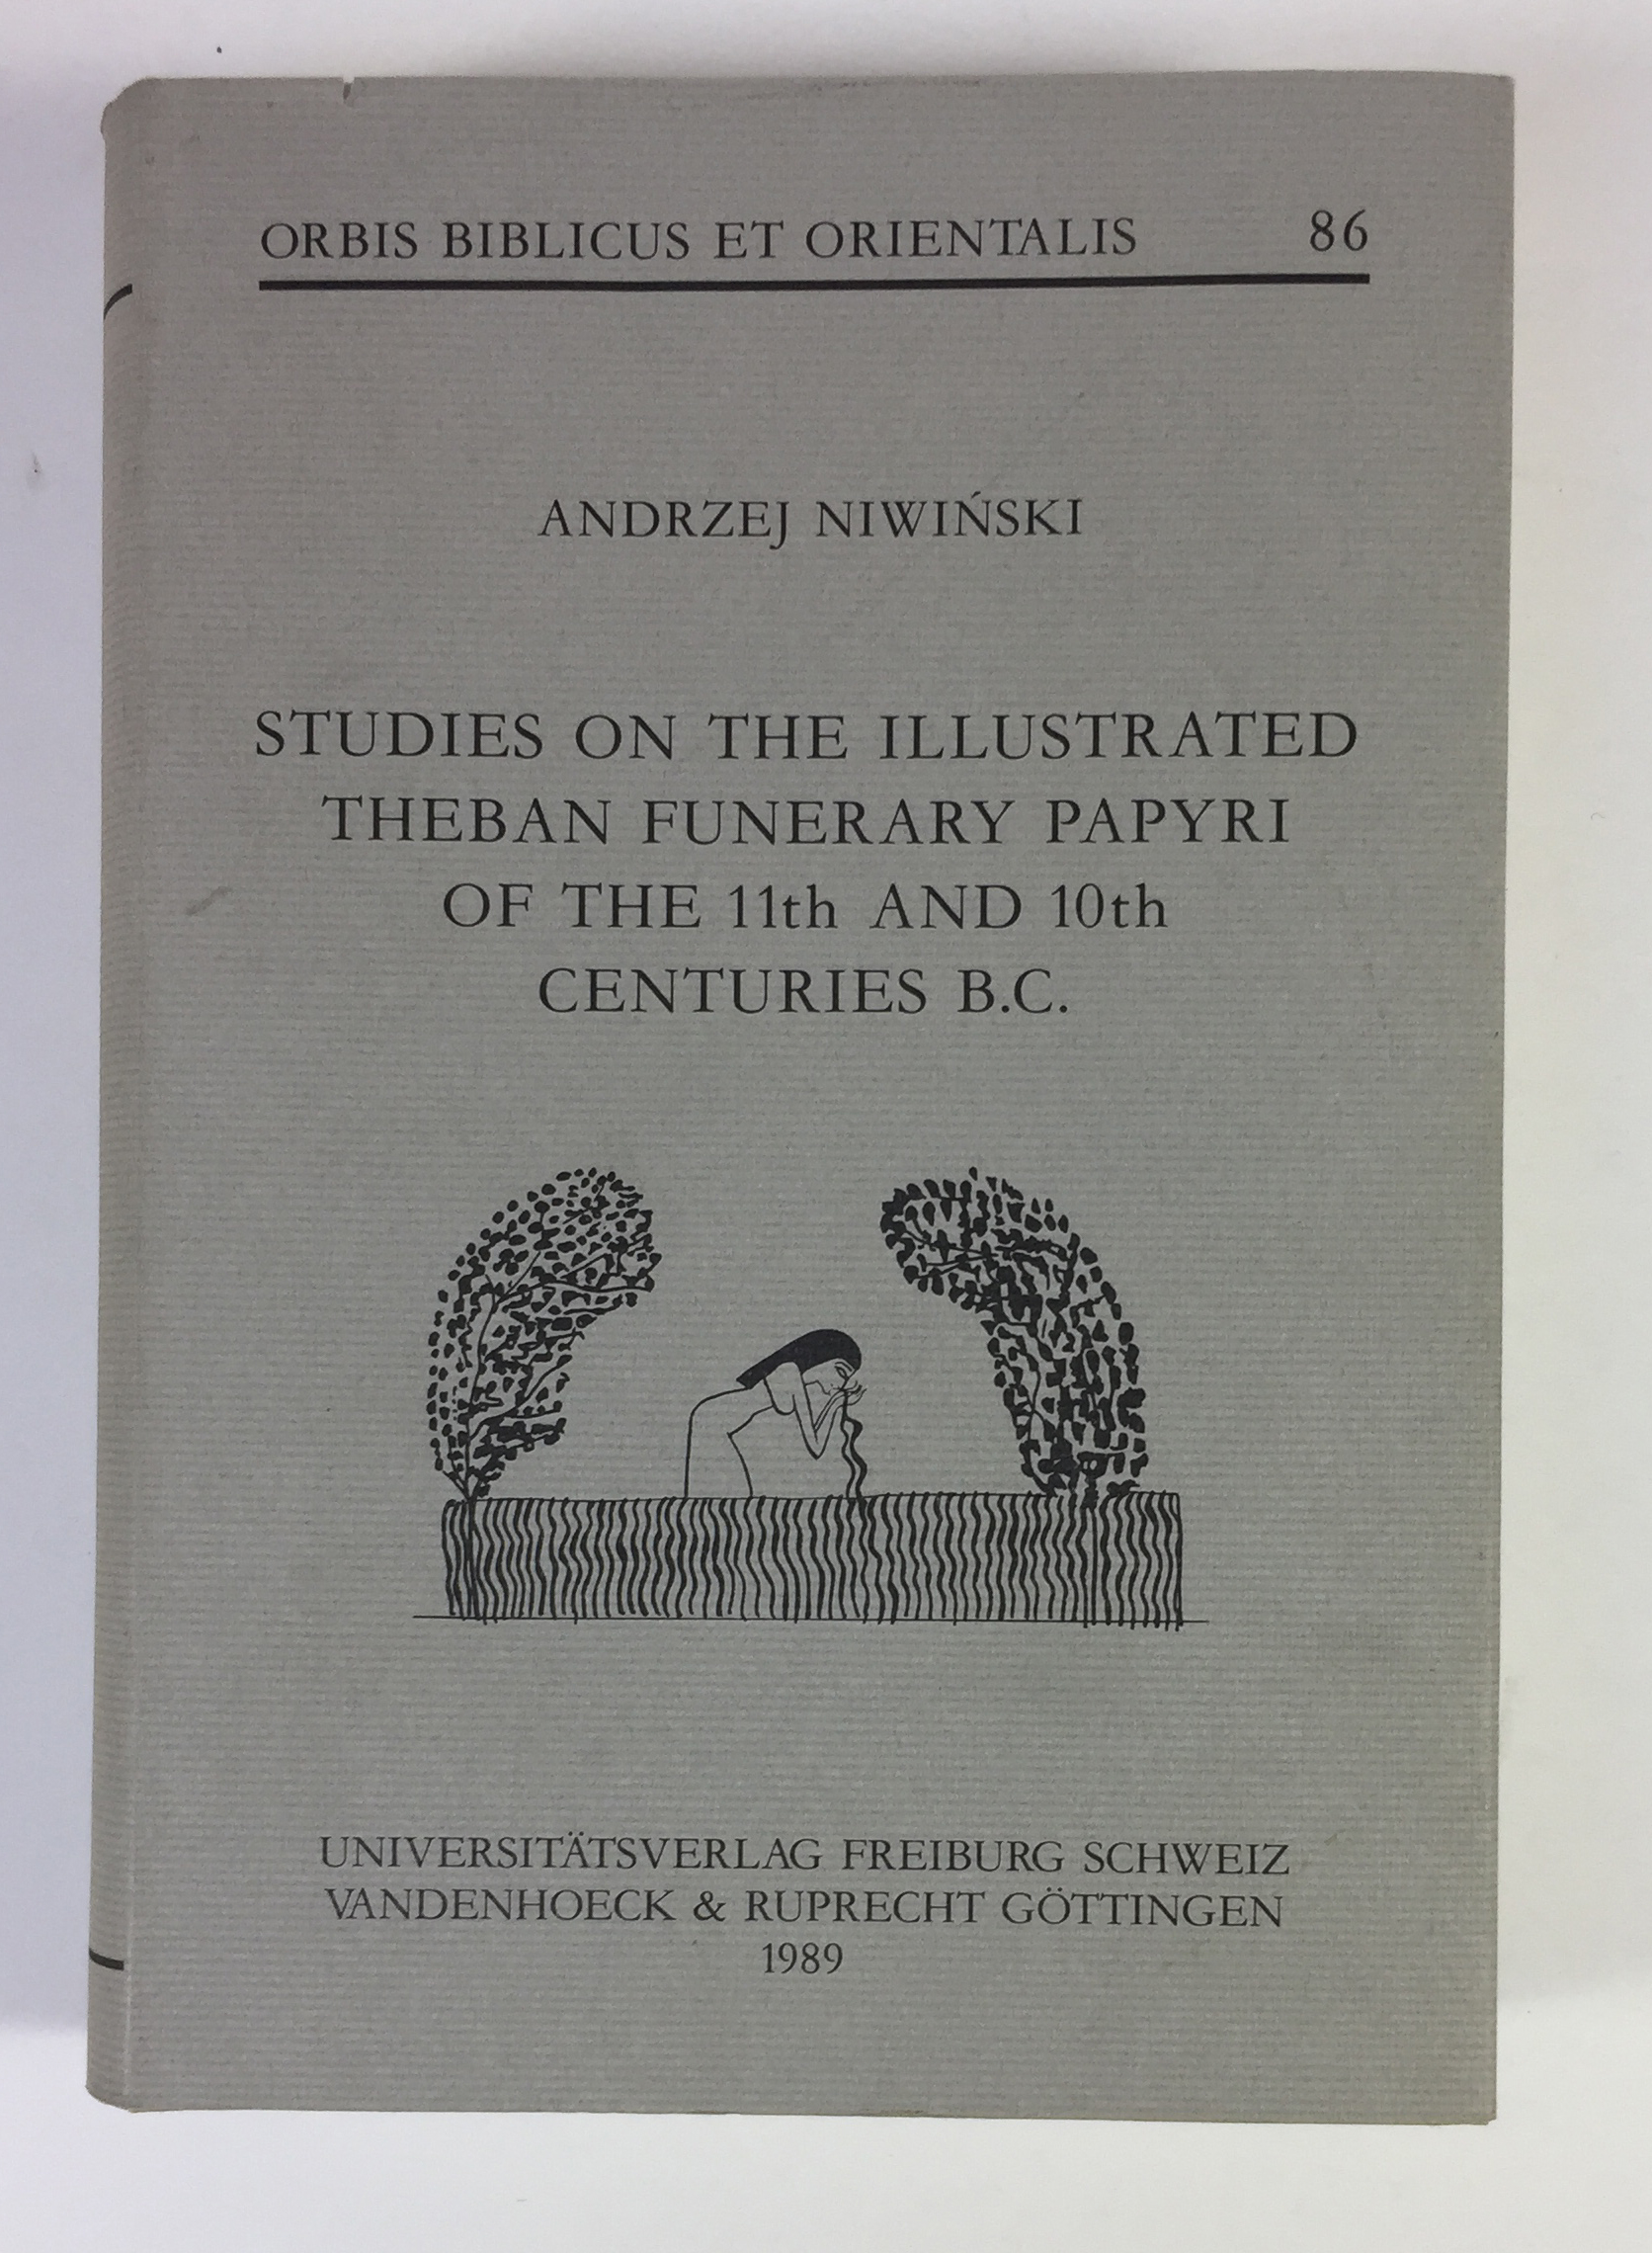 ORBIS BIBLICUS ET ORIENTALIS 86
ANDRZEJ NIWIŃSKI
STUDIES ON THE ILLUSTRATED
THEBAN FUNERARY PAPYRI
OF THE 11th AND 10th
CENTURIES B.C.
UNIVERSITÄTSVERLAG FREIBURG SCHWEIZ
VANDENHOECK & RUPRECHT GÖTTINGEN
1989